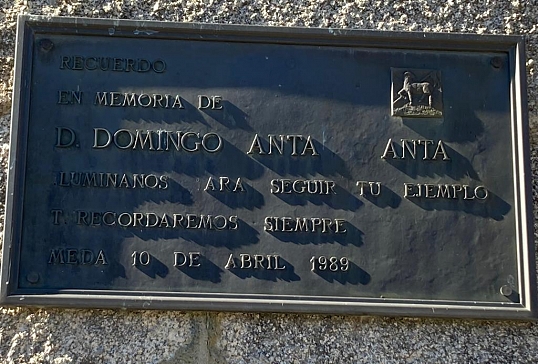 RECUERDO
EN MEMORIA DE
D. DOMINGO ANTA ANTA
ILUMINANOS ARA SEGUIR TU EJEMPLO
T. RECORDAREMOS SIEMPRE
MEDA 10 DE ABRIL 1989